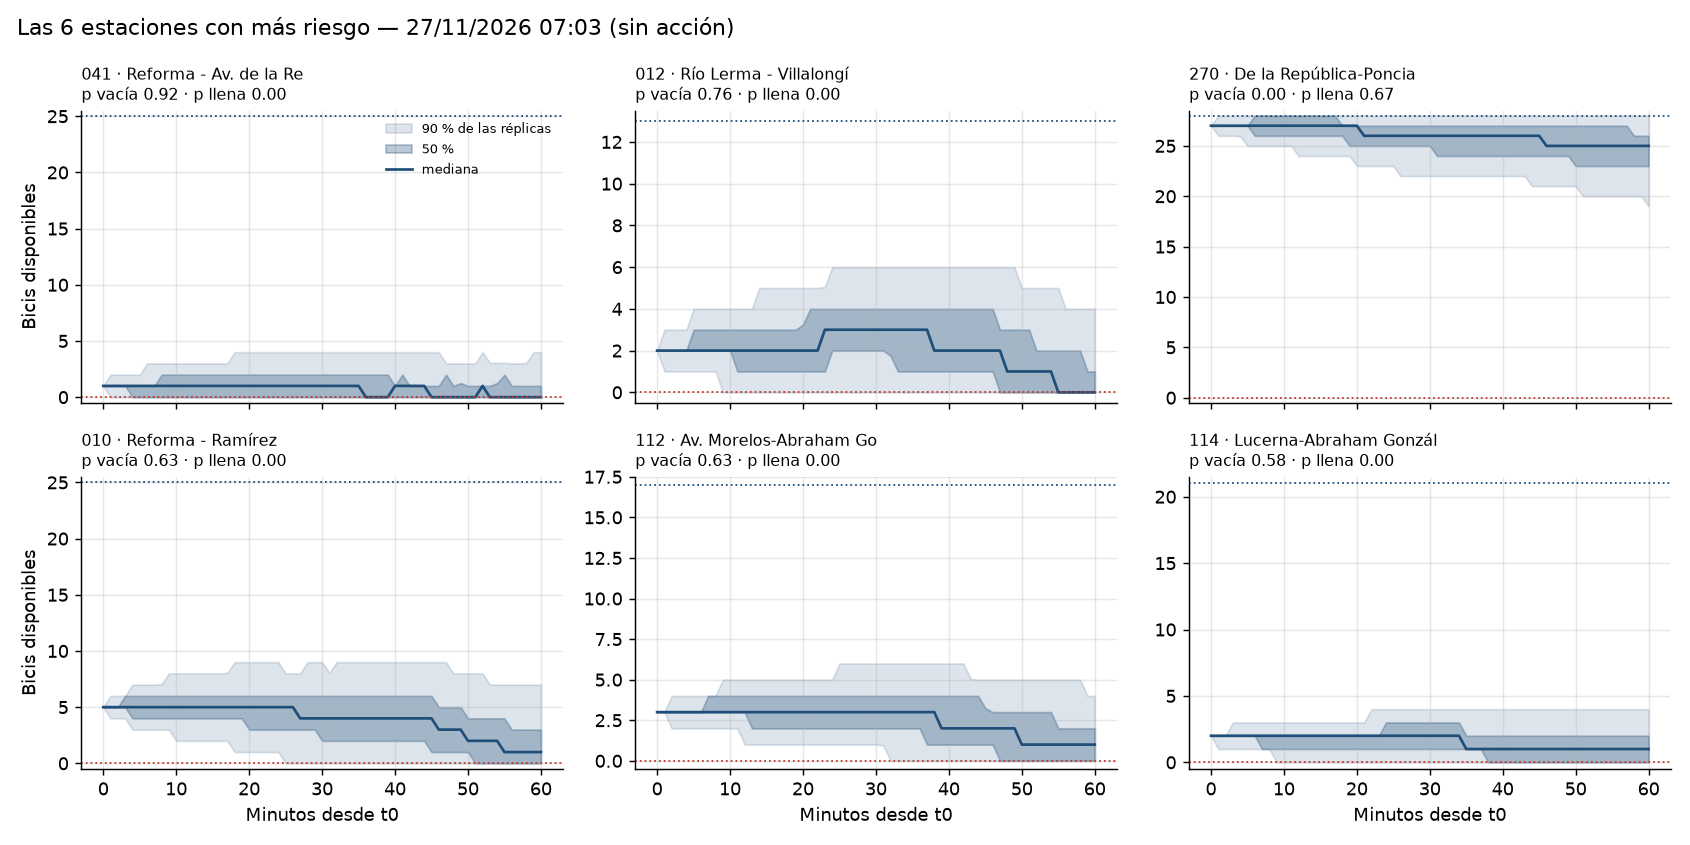 Las 6 estaciones con más riesgo — 27/11/2026 07:03 (sin acción)
041 · Reforma - Av. de la Re
p vacía 0.92 · p llena 0.00
25
20
15
10
5
0
Bicis disponibles
90 % de las réplicas
50 %
mediana
012 · Río Lerma - Villalongí
p vacía 0.76 · p llena 0.00
12
10
8
6
4
2
0
270 · De la República-Poncia
p vacía 0.00 · p llena 0.67
25
20
15
10
5
0
010 · Reforma - Ramírez
p vacía 0.63 · p llena 0.00
25
20
15
10
5
0
Bicis disponibles
0 10 20 30 40 50 60
Minutos desde t0
112 · Av. Morelos-Abraham Go
p vacía 0.63 · p llena 0.00
17.5
15.0
12.5
10.0
7.5
5.0
2.5
0.0
0 10 20 30 40 50 60
Minutos desde t0
114 · Lucerna-Abraham Gonzál
p vacía 0.58 · p llena 0.00
20
15
10
5
0
0 10 20 30 40 50 60
Minutos desde t0